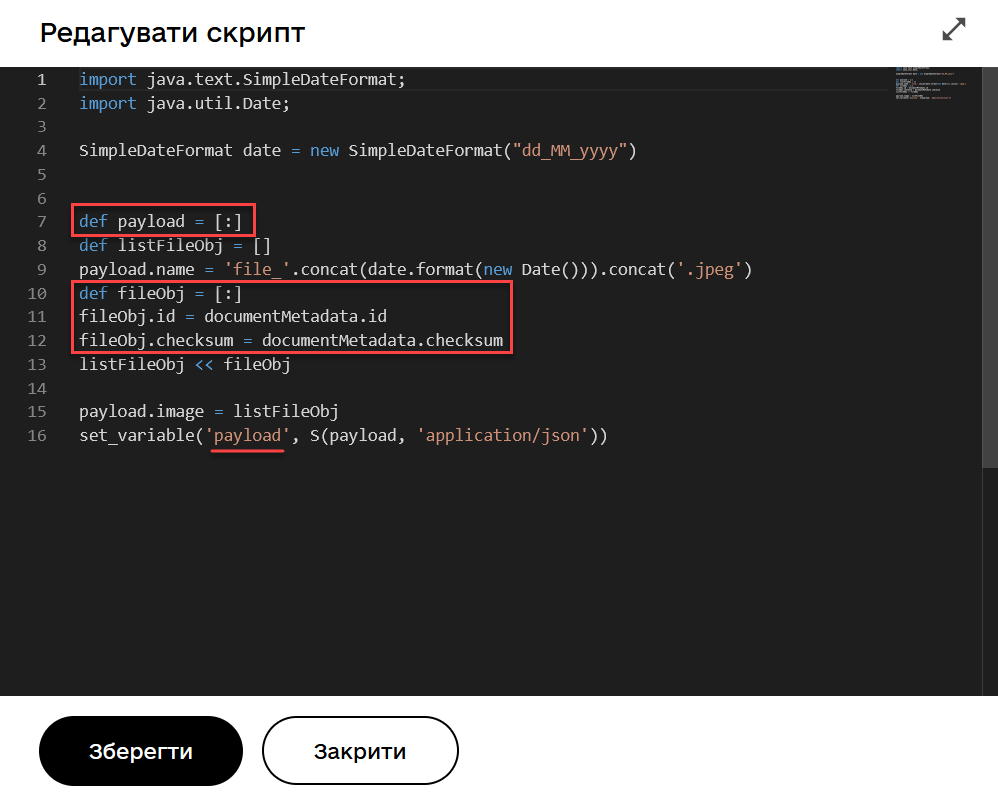 Редагувати скрипт
1 import java.text.SimpleDateFormat;
2 import java.util.Date;
3
4 SimpleDateFormat date = new SimpleDateFormat("dd_MM_yyyy")
5
6
7 def payload = [:]
8 def listFileObj = []
9 payload.name = 'file_'.concat(date.format(new Date())).concat('.jpeg')
10 def fileObj = [:]
11 fileObj.id = documentMetadata.id
12 fileObj.checksum = documentMetadata.checksum
13 listFileObj << fileObj
14
15 payload.image = listFileObj
16 set_variable('payload', S(payload, 'application/json'))
Зберегти Закрити